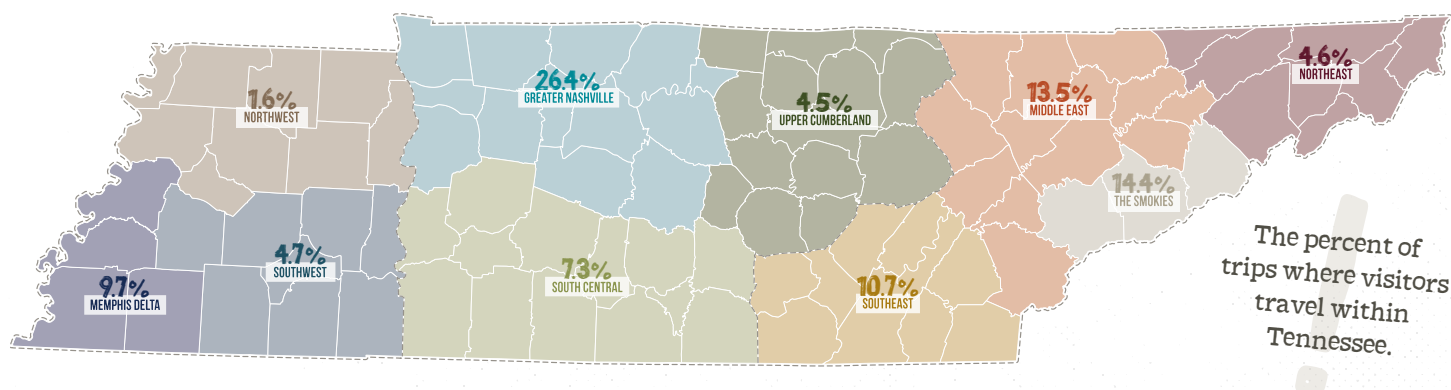 1.6%
NORTHWEST
26.4%
GREATER NASHVILLE
4.5%
UPPER CUMBERLAND
13.5%
MIDDLE EAST
4.6%
NORTHEAST
14.4%
THE SMOKIES
9.7%
MEMPHIS DELTA
4.7%
SOUTHWEST
7.3%
SOUTH CENTRAL
10.7%
SOUTHEAST
The percent of
trips where visitors
travel within
Tennessee.